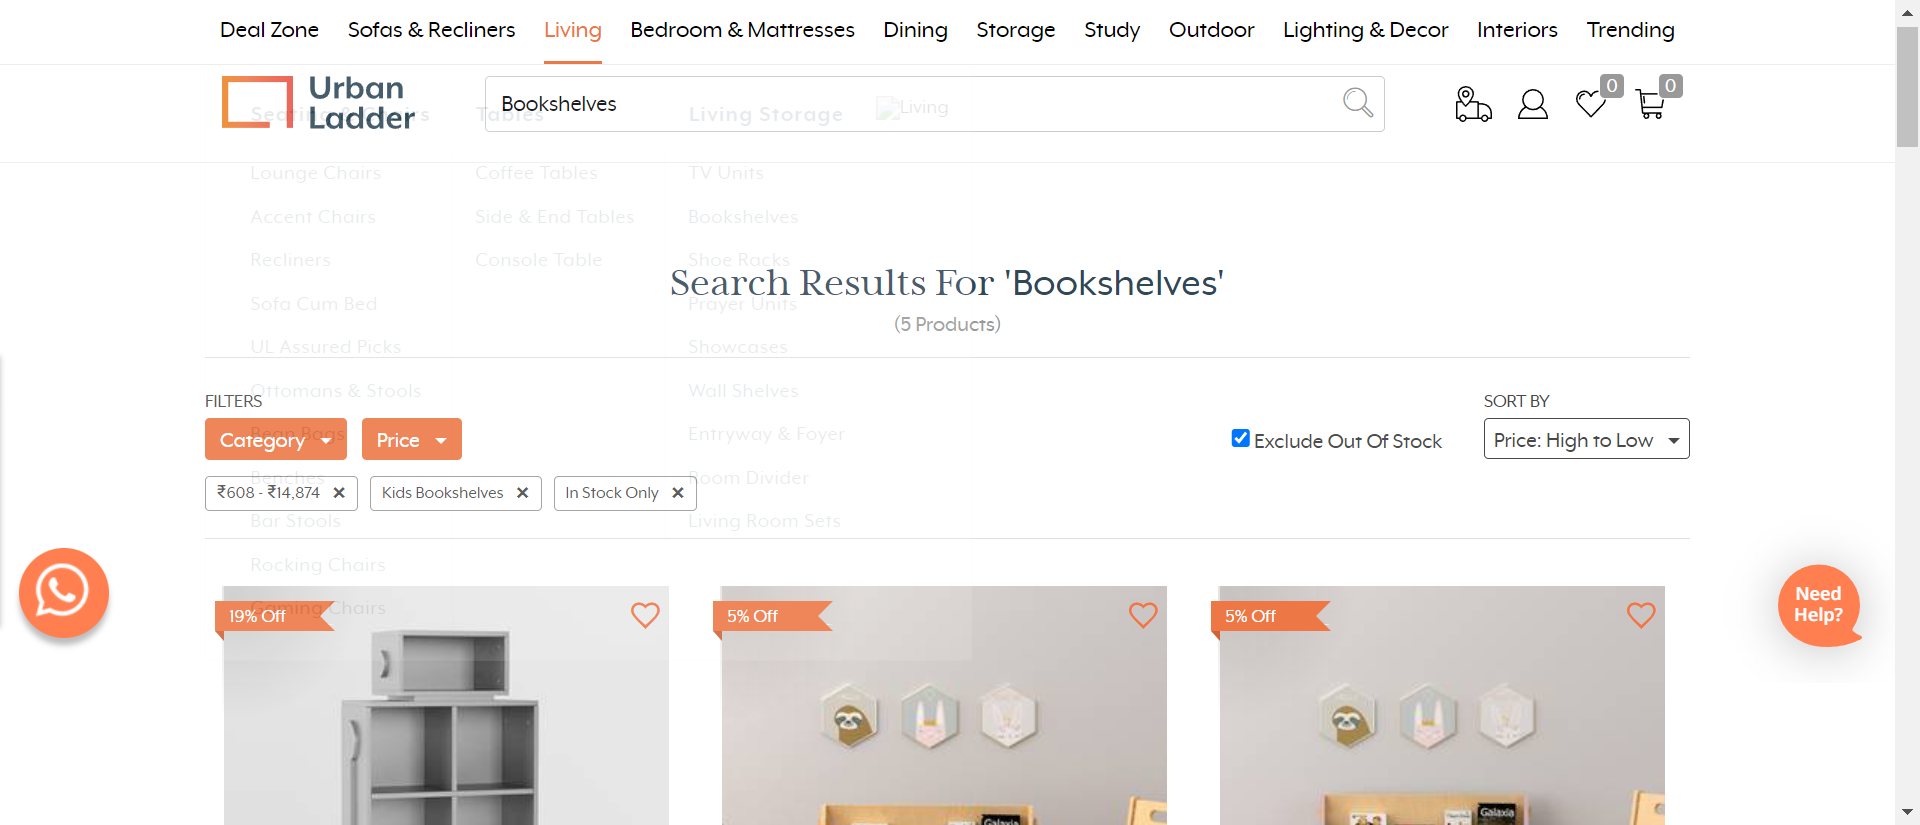 Deal Zone Sofas & Recliners Living Bedroom & Mattresses Dining Storage Study Outdoor Lighting & Decor Interiors Trending
Urban
Ladder
Bookshelves
0
0
Seating & Chairs
Tables
Living Storage
Living
Lounge Chairs
Coffee Tables
TV Units
Accent Chairs
Side & End Tables
Bookshelves
Recliners
Console Table
Shoe Racks
Search Results For 'Bookshelves'
Sofa Cum Bed
Prayer Units
(5 Products)
UL Assured Picks
Showcases
Ottomans & Stools
Wall Shelves
FILTERS
SORT BY
Bean Bags
Entryway & Foyer
Category
Price
Exclude Out Of Stock
Price: High to Low
Benches
Room Divider
₹608 - ₹14,874
Kids Bookshelves
In Stock Only
Bar Stools
Living Room Sets
Rocking Chairs
Gaming Chairs
19% Off
5% Off
5% Off
Need
Help?
Galaxia
Galaxia